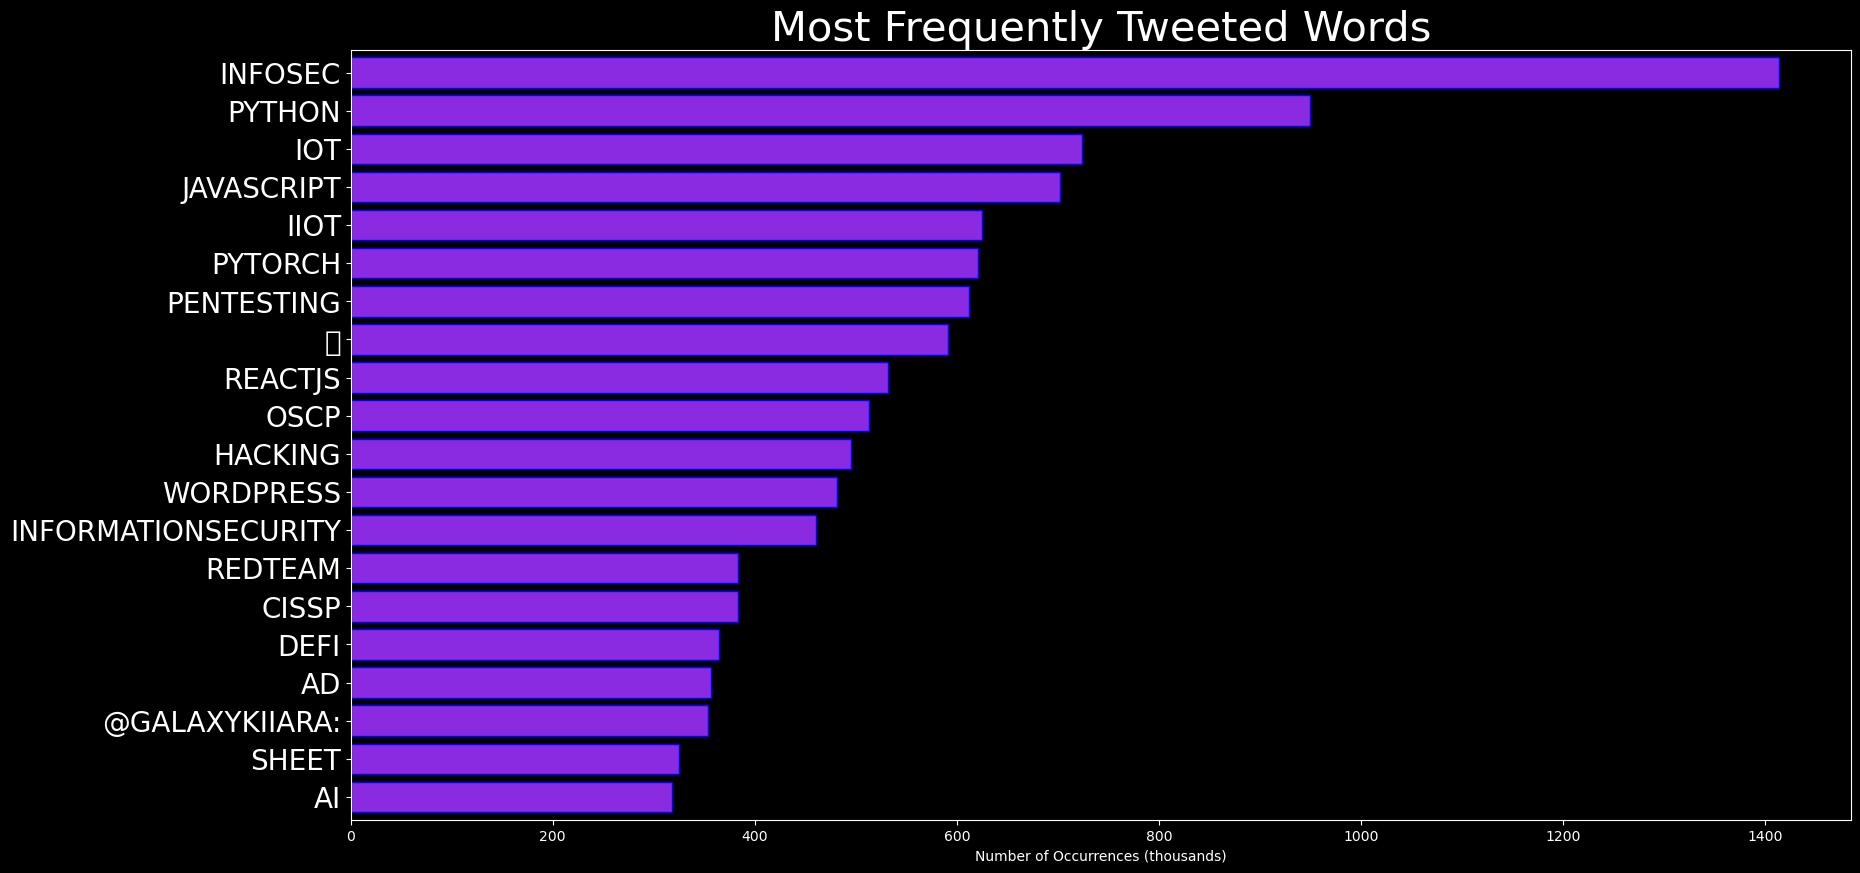 Most Frequently Tweeted Words
INFOSEC
PYTHON
IOT
JAVASCRIPT
IIOT
PYTORCH
PENTESTING
REACTJS
OSCP
HACKING
WORDPRESS
INFORMATIONSECURITY
REDTEAM
CISSP
DEFI
AD
@GALAXYKIIARA:
SHEET
AI
0 200 400 600 800 1000 1200 1400
Number of Occurrences (thousands)